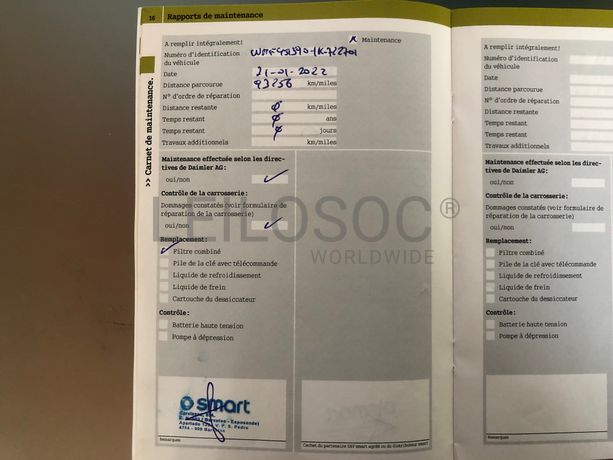 16 Rapports de maintenance
>> Carnet de maintenance.
A remplir intégralement!
Maintenance
Numéro d'identification
du véhicule
Date 21-01-2022
Distance parcourue 93256 km/miles
N° d'ordre de réparation
Distance restante ø km/miles
Temps restant ø ans
Temps restant ø jours
Travaux additionnels km/miles
Maintenance effectuée selon les direc-
tives de Daimler AG:
oui/non
Contrôle de la carrosserie:
Dommages constatés (voir formulaire de
réparation de la carrosserie)
oui/non
Remplacement:
Filtre combiné
Pile de la clé avec télécommande
Liquide de refroidissement
Liquide de frein
Cartouche du dessiccateur
Contrôle:
Batterie haute tension
Pompe à dépression
smart
Remarques
Cachet du partenaire SAV smart agréé ou du distributeur smart
LEILOSOC®
WORLDWIDE
A remplir intégralement!
Numéro d'identification
du véhicule
Date
Distance parcourue
N° d'ordre de réparation
Distance restante
Temps restant
Temps restant
Travaux additionnels
Maintenance effectuée selon les direc-
tives de Daimler AG:
oui/non
Contrôle de la carrosserie:
Dommages constatés (voir formulaire de
réparation de la carrosserie)
oui/non
Remplacement:
Filtre combiné
Pile de la clé avec télécommande
Liquide de refroidissement
Liquide de frein
Cartouche du dessiccateur
Contrôle:
Batterie haute tension
Pompe à dépression
Remarques